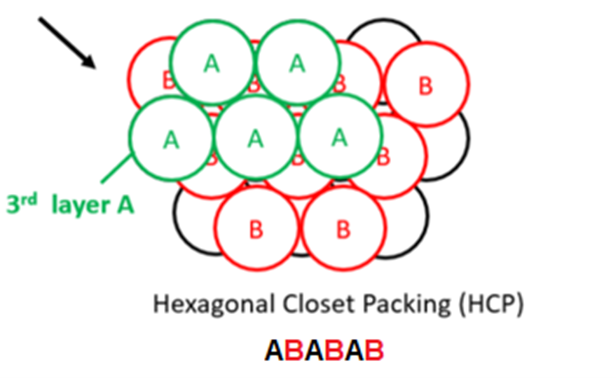 A A
B B B B
A A A
B B B
3rd layer A
B B
Hexagonal Closet Packing (HCP)
ABABAB